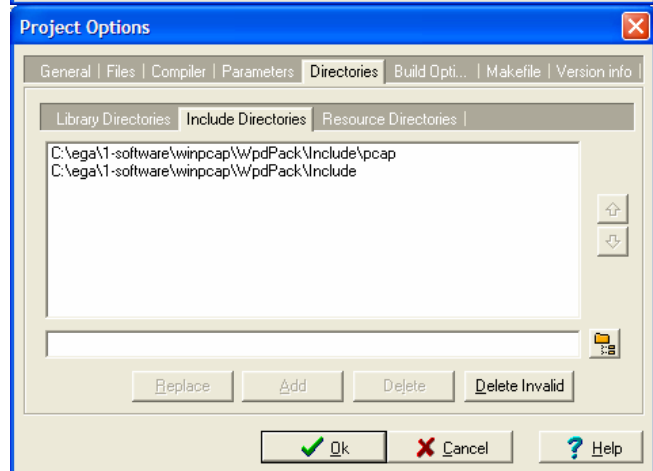 Project Options
General | Files | Compiler | Parameters Directories Build Opti... | Makefile | Version info |
Library Directories Include Directories Resource Directories |
C:\ega\1-software\winpcap\WpdPack\Include\pcap
C:\ega\1-software\winpcap\WpdPack\Include
Replace Add Delete Delete Invalid
Ok Cancel ? Help